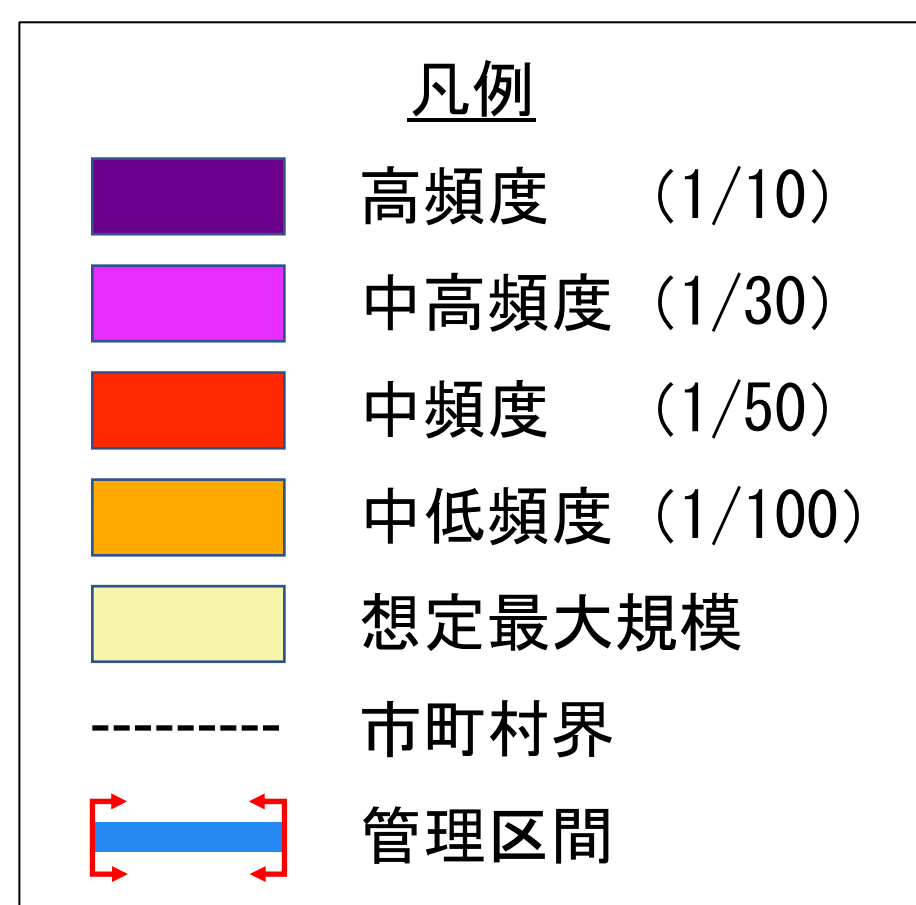 凡例
高頻度 (1/10)
中高頻度 (1/30)
中頻度 (1/50)
中低頻度 (1/100)
想定最大規模
市町村界
管理区間